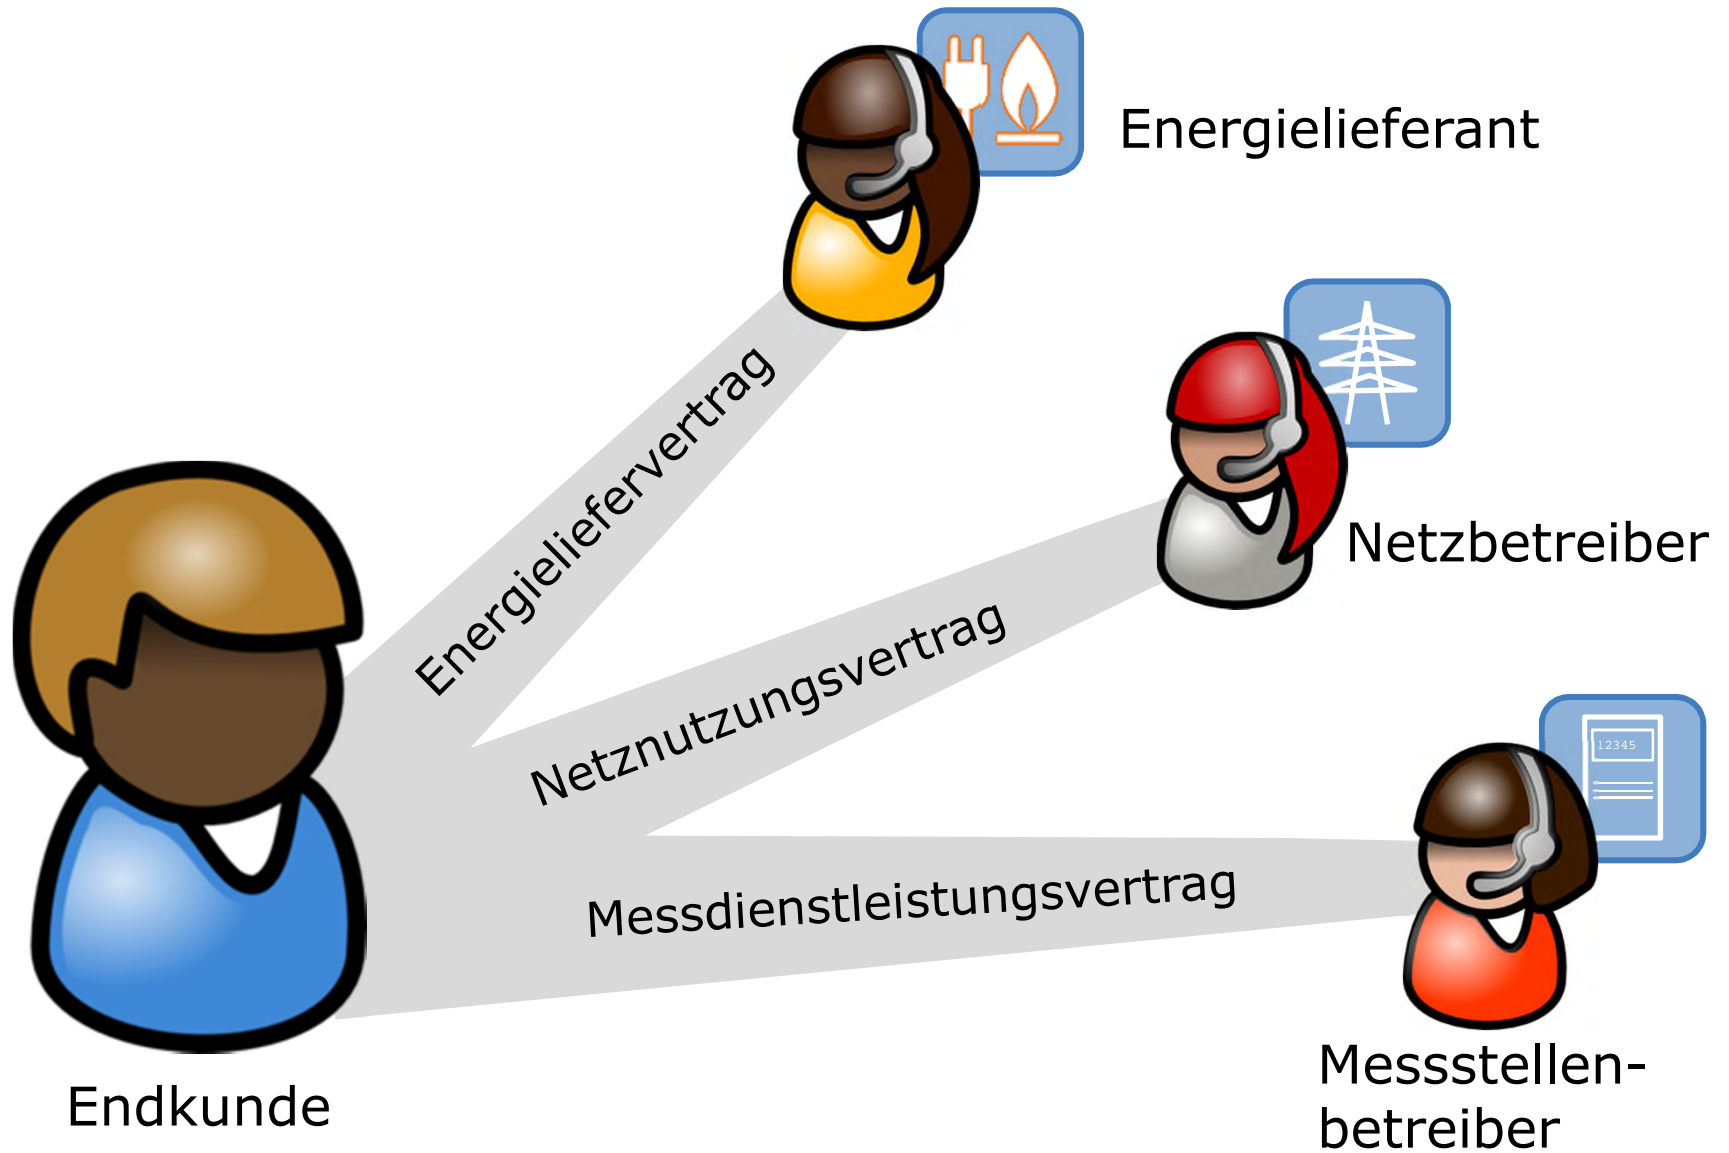 Energielieferant
Energieliefervertrag
Netzbetreiber
Netznutzungsvertrag
12345
Messdienstleistungsvertrag
Messstellen-
betreiber
Endkunde